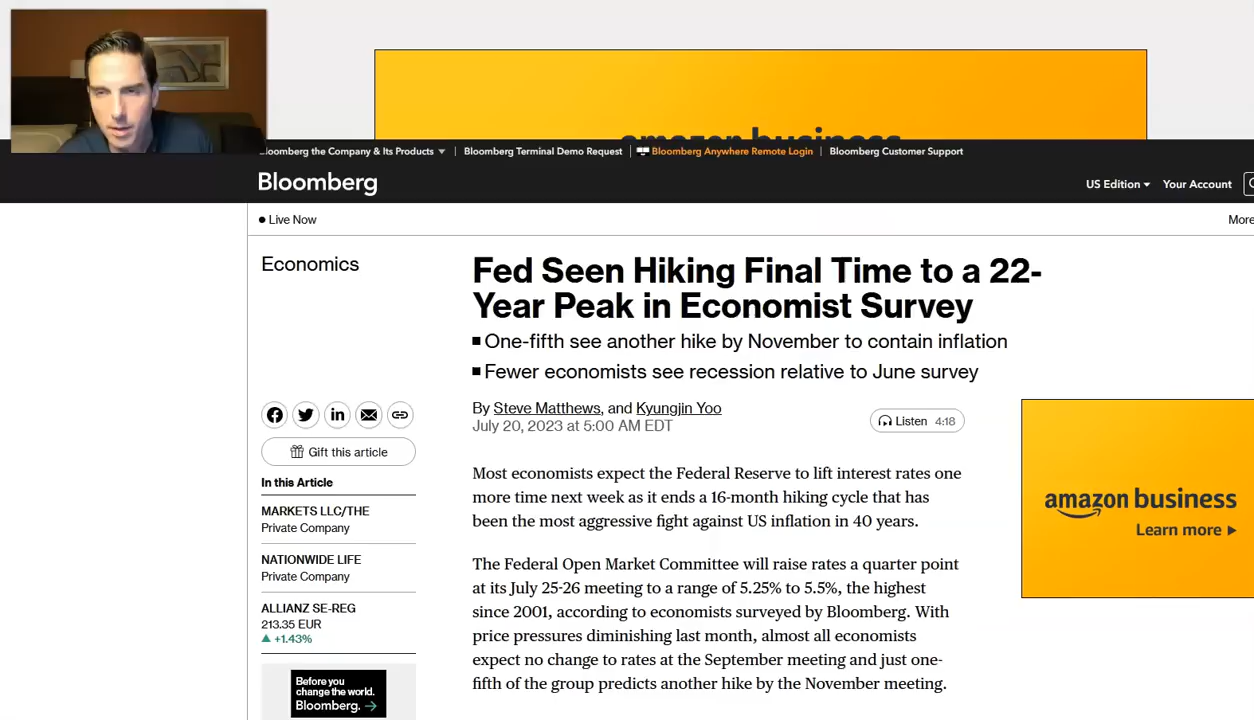 amazon business
Bloomberg the Company & Its Products
Bloomberg Terminal Demo Request
Bloomberg Anywhere Remote Login
Bloomberg Customer Support
Bloomberg
US Edition
Your Account
Live Now
More
Economics
Fed Seen Hiking Final Time to a 22-
Year Peak in Economist Survey
One-fifth see another hike by November to contain inflation
Fewer economists see recession relative to June survey
By Steve Matthews, and Kyungjin Yoo
July 20, 2023 at 5:00 AM EDT
Listen 4:18
Gift this article
In this Article
MARKETS LLC/THE
Private Company
NATIONWIDE LIFE
Private Company
ALLIANZ SE-REG
213.35 EUR
▲ +1.43%
Before you
change the world.
Bloomberg. →
Most economists expect the Federal Reserve to lift interest rates one
more time next week as it ends a 16-month hiking cycle that has
been the most aggressive fight against US inflation in 40 years.
The Federal Open Market Committee will raise rates a quarter point
at its July 25-26 meeting to a range of 5.25% to 5.5%, the highest
since 2001, according to economists surveyed by Bloomberg. With
price pressures diminishing last month, almost all economists
expect no change to rates at the September meeting and just one-
fifth of the group predicts another hike by the November meeting.
amazon business
Learn more ▶